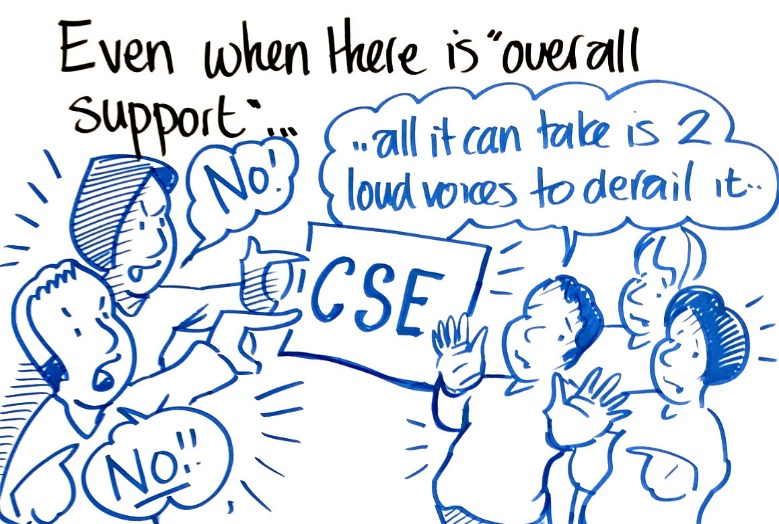 Even when there is "overall
support"...
No!
..all it can take is 2
loud voices to derail it..
CSE
No!!